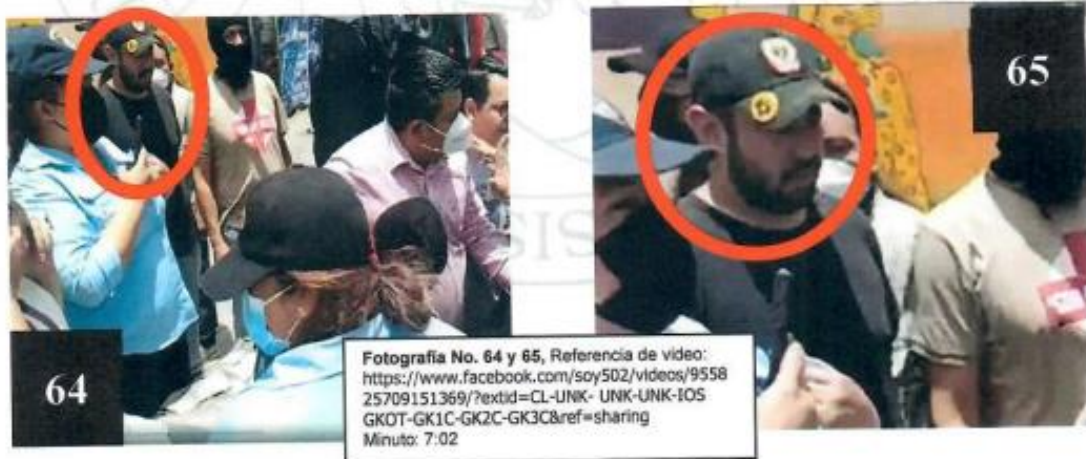 64
65
Fotografía No. 64 y 65, Referencia de video:
https://www.facebook.com/soy502/videos/9558
25709151369/?extid=CL-UNK- UNK-UNK-IOS
GKOT-GK1C-GK2C-GK3C&ref=sharing
Minuto: 7:02